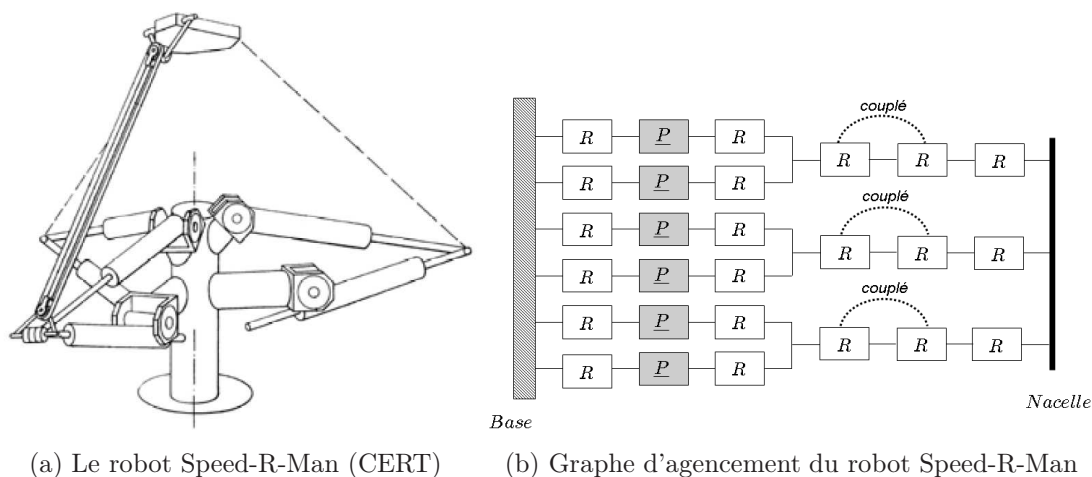 couplé
R P R
R R R
R P R
couplé
R P R
R R R
R P R
couplé
R P R
R R R
R P R
Base
Nacelle
(a) Le robot Speed-R-Man (CERT)
(b) Graphe d'agencement du robot Speed-R-Man